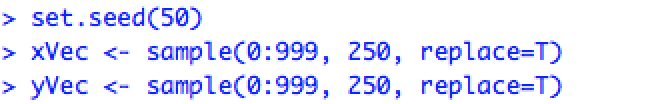 > set.seed(50)
> xVec <- sample(0:999, 250, replace=T)
> yVec <- sample(0:999, 250, replace=T)